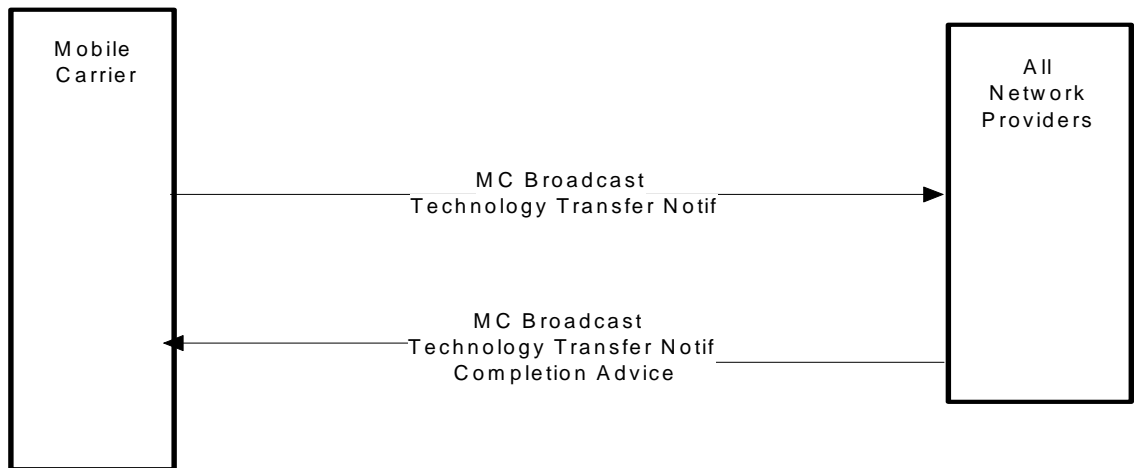 Mobile
Carrier
All
Network
Providers
MC Broadcast
Technology Transfer Notif
MC Broadcast
Technology Transfer Notif
Completion Advice